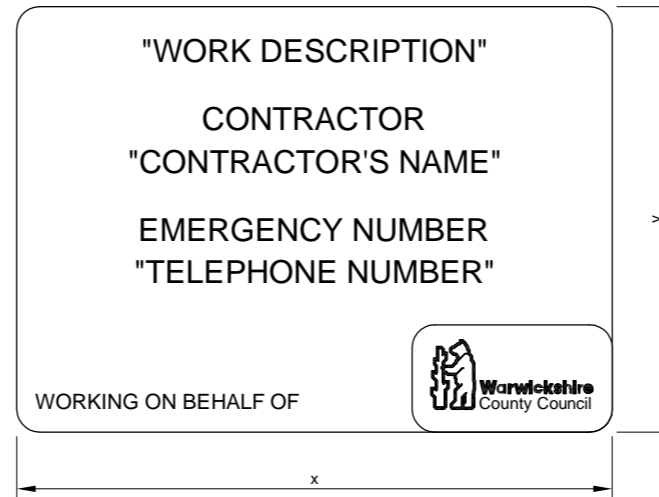 "WORK DESCRIPTION"
CONTRACTOR
"CONTRACTOR'S NAME"
EMERGENCY NUMBER
"TELEPHONE NUMBER"
WORKING ON BEHALF OF
Warwickshire
County Council
x
y